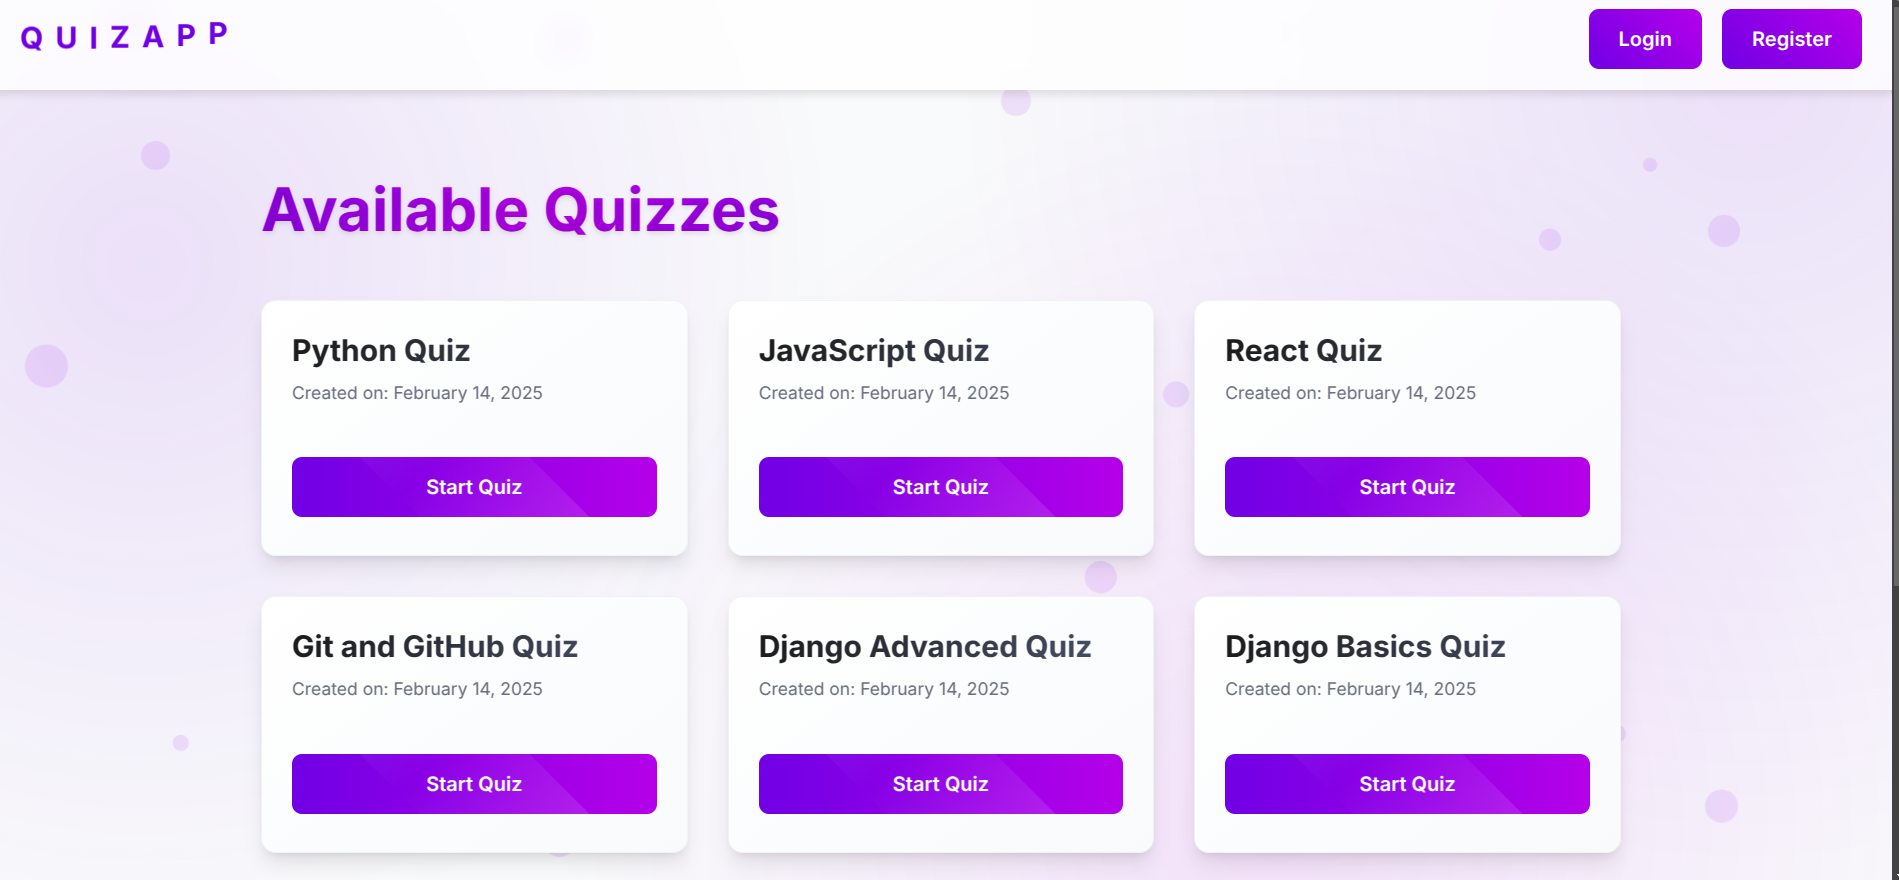 QUIZAPP
Login
Register
Available Quizzes
Python Quiz
Created on: February 14, 2025
Start Quiz
JavaScript Quiz
Created on: February 14, 2025
Start Quiz
React Quiz
Created on: February 14, 2025
Start Quiz
Git and GitHub Quiz
Created on: February 14, 2025
Start Quiz
Django Advanced Quiz
Created on: February 14, 2025
Start Quiz
Django Basics Quiz
Created on: February 14, 2025
Start Quiz